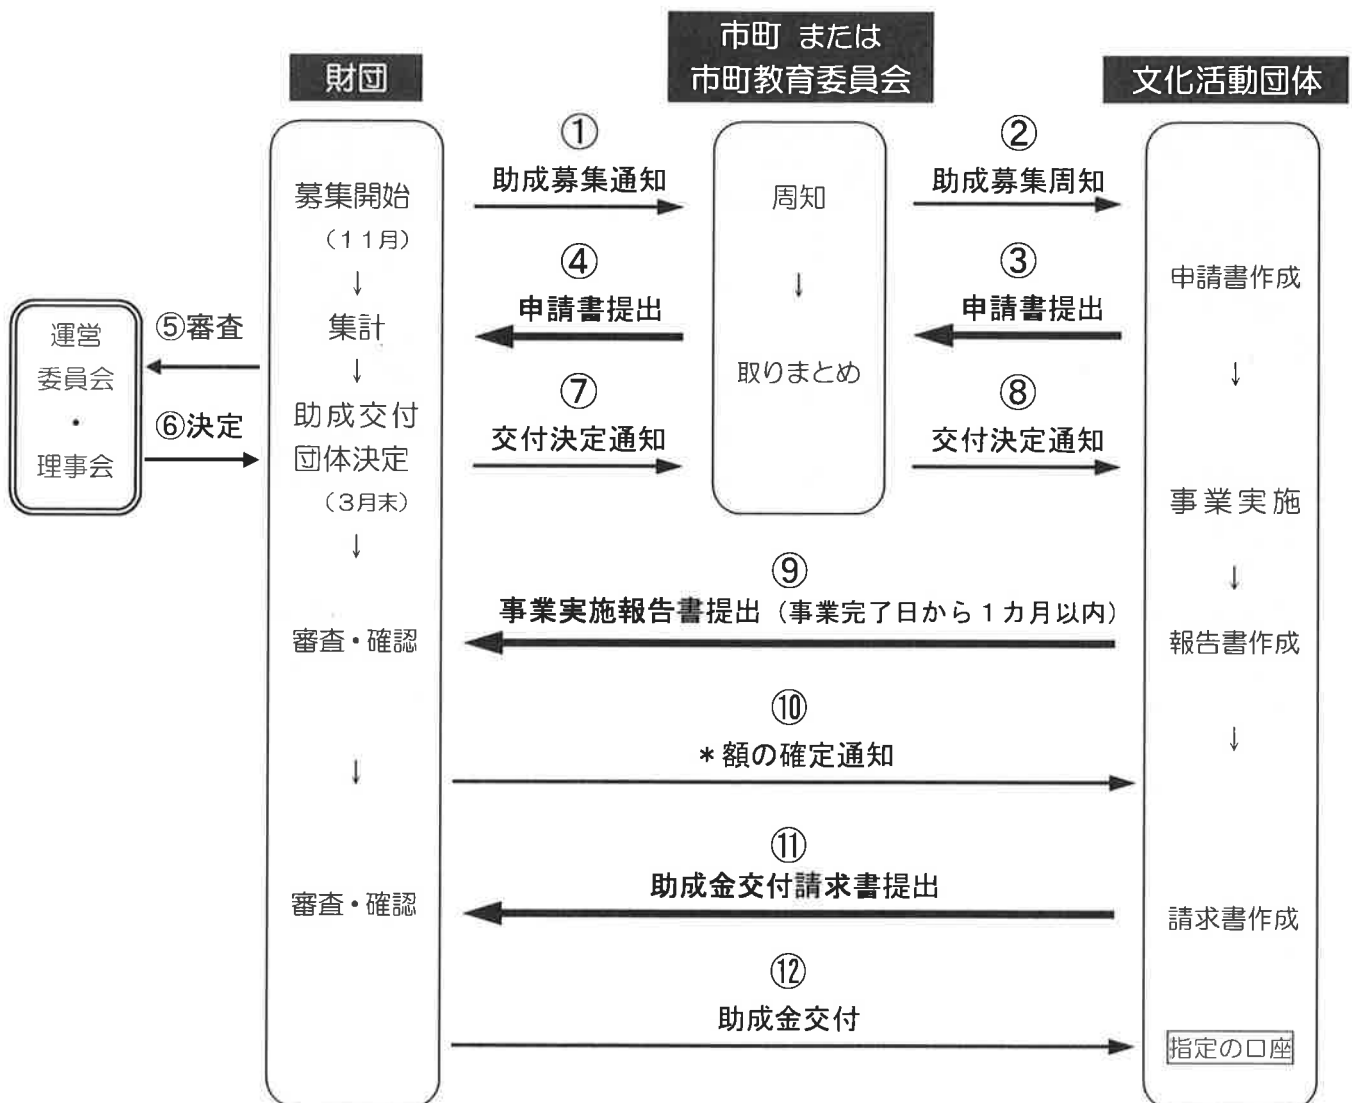 財団
市町 または
市町教育委員会
文化活動団体
①
助成募集通知
②
助成募集周知
募集開始
（１１月）
↓
集計
↓
助成交付
団体決定
（３月末）
↓
審査・確認
↓
審査・確認
周知
↓
取りまとめ
申請書作成
↓
事業実施
↓
報告書作成
↓
請求書作成
指定の口座
③
申請書提出
④
申請書提出
運営
委員会
・
理事会
⑤審査
⑥決定
⑦
交付決定通知
⑧
交付決定通知
⑨
事業実施報告書提出（事業完了日から１カ月以内）
⑩
＊額の確定通知
⑪
助成金交付請求書提出
⑫
助成金交付